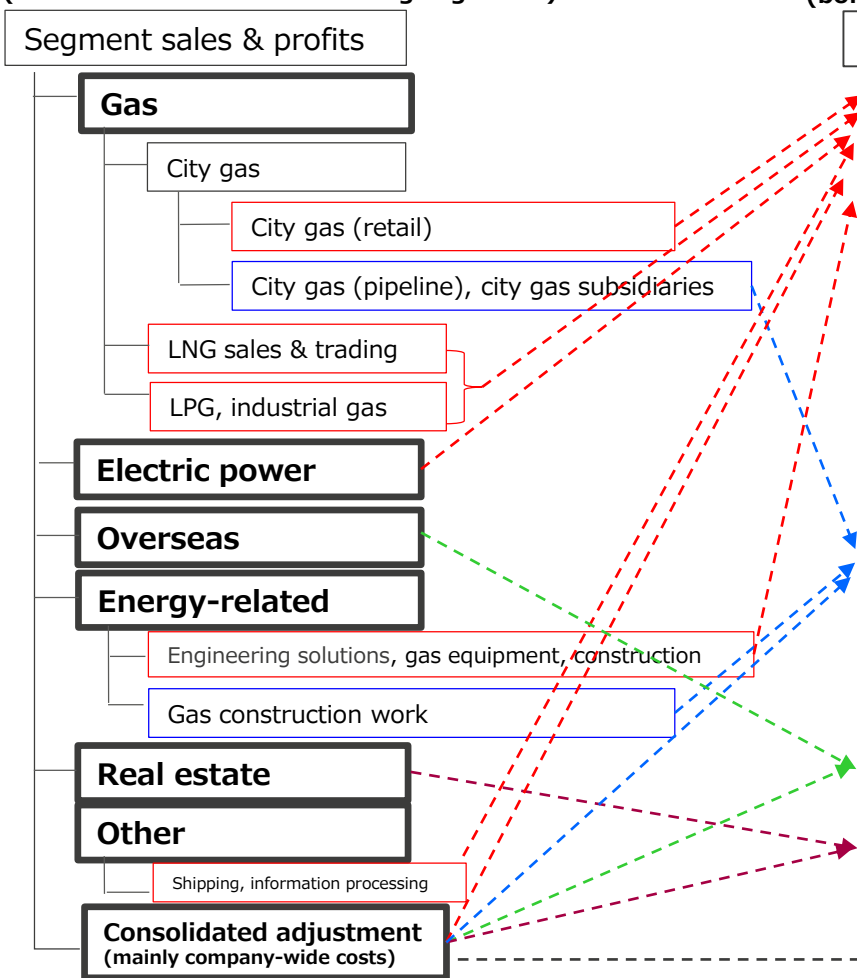 Segment sales & profits
Gas
City gas
City gas (retail)
City gas (pipeline), city gas subsidiaries
LNG sales & trading
LPG, industrial gas
Electric power
Overseas
Energy-related
Engineering solutions, gas equipment, construction
Gas construction work
Real estate
Other
Shipping, information processing
Consolidated adjustment
(mainly company-wide costs)